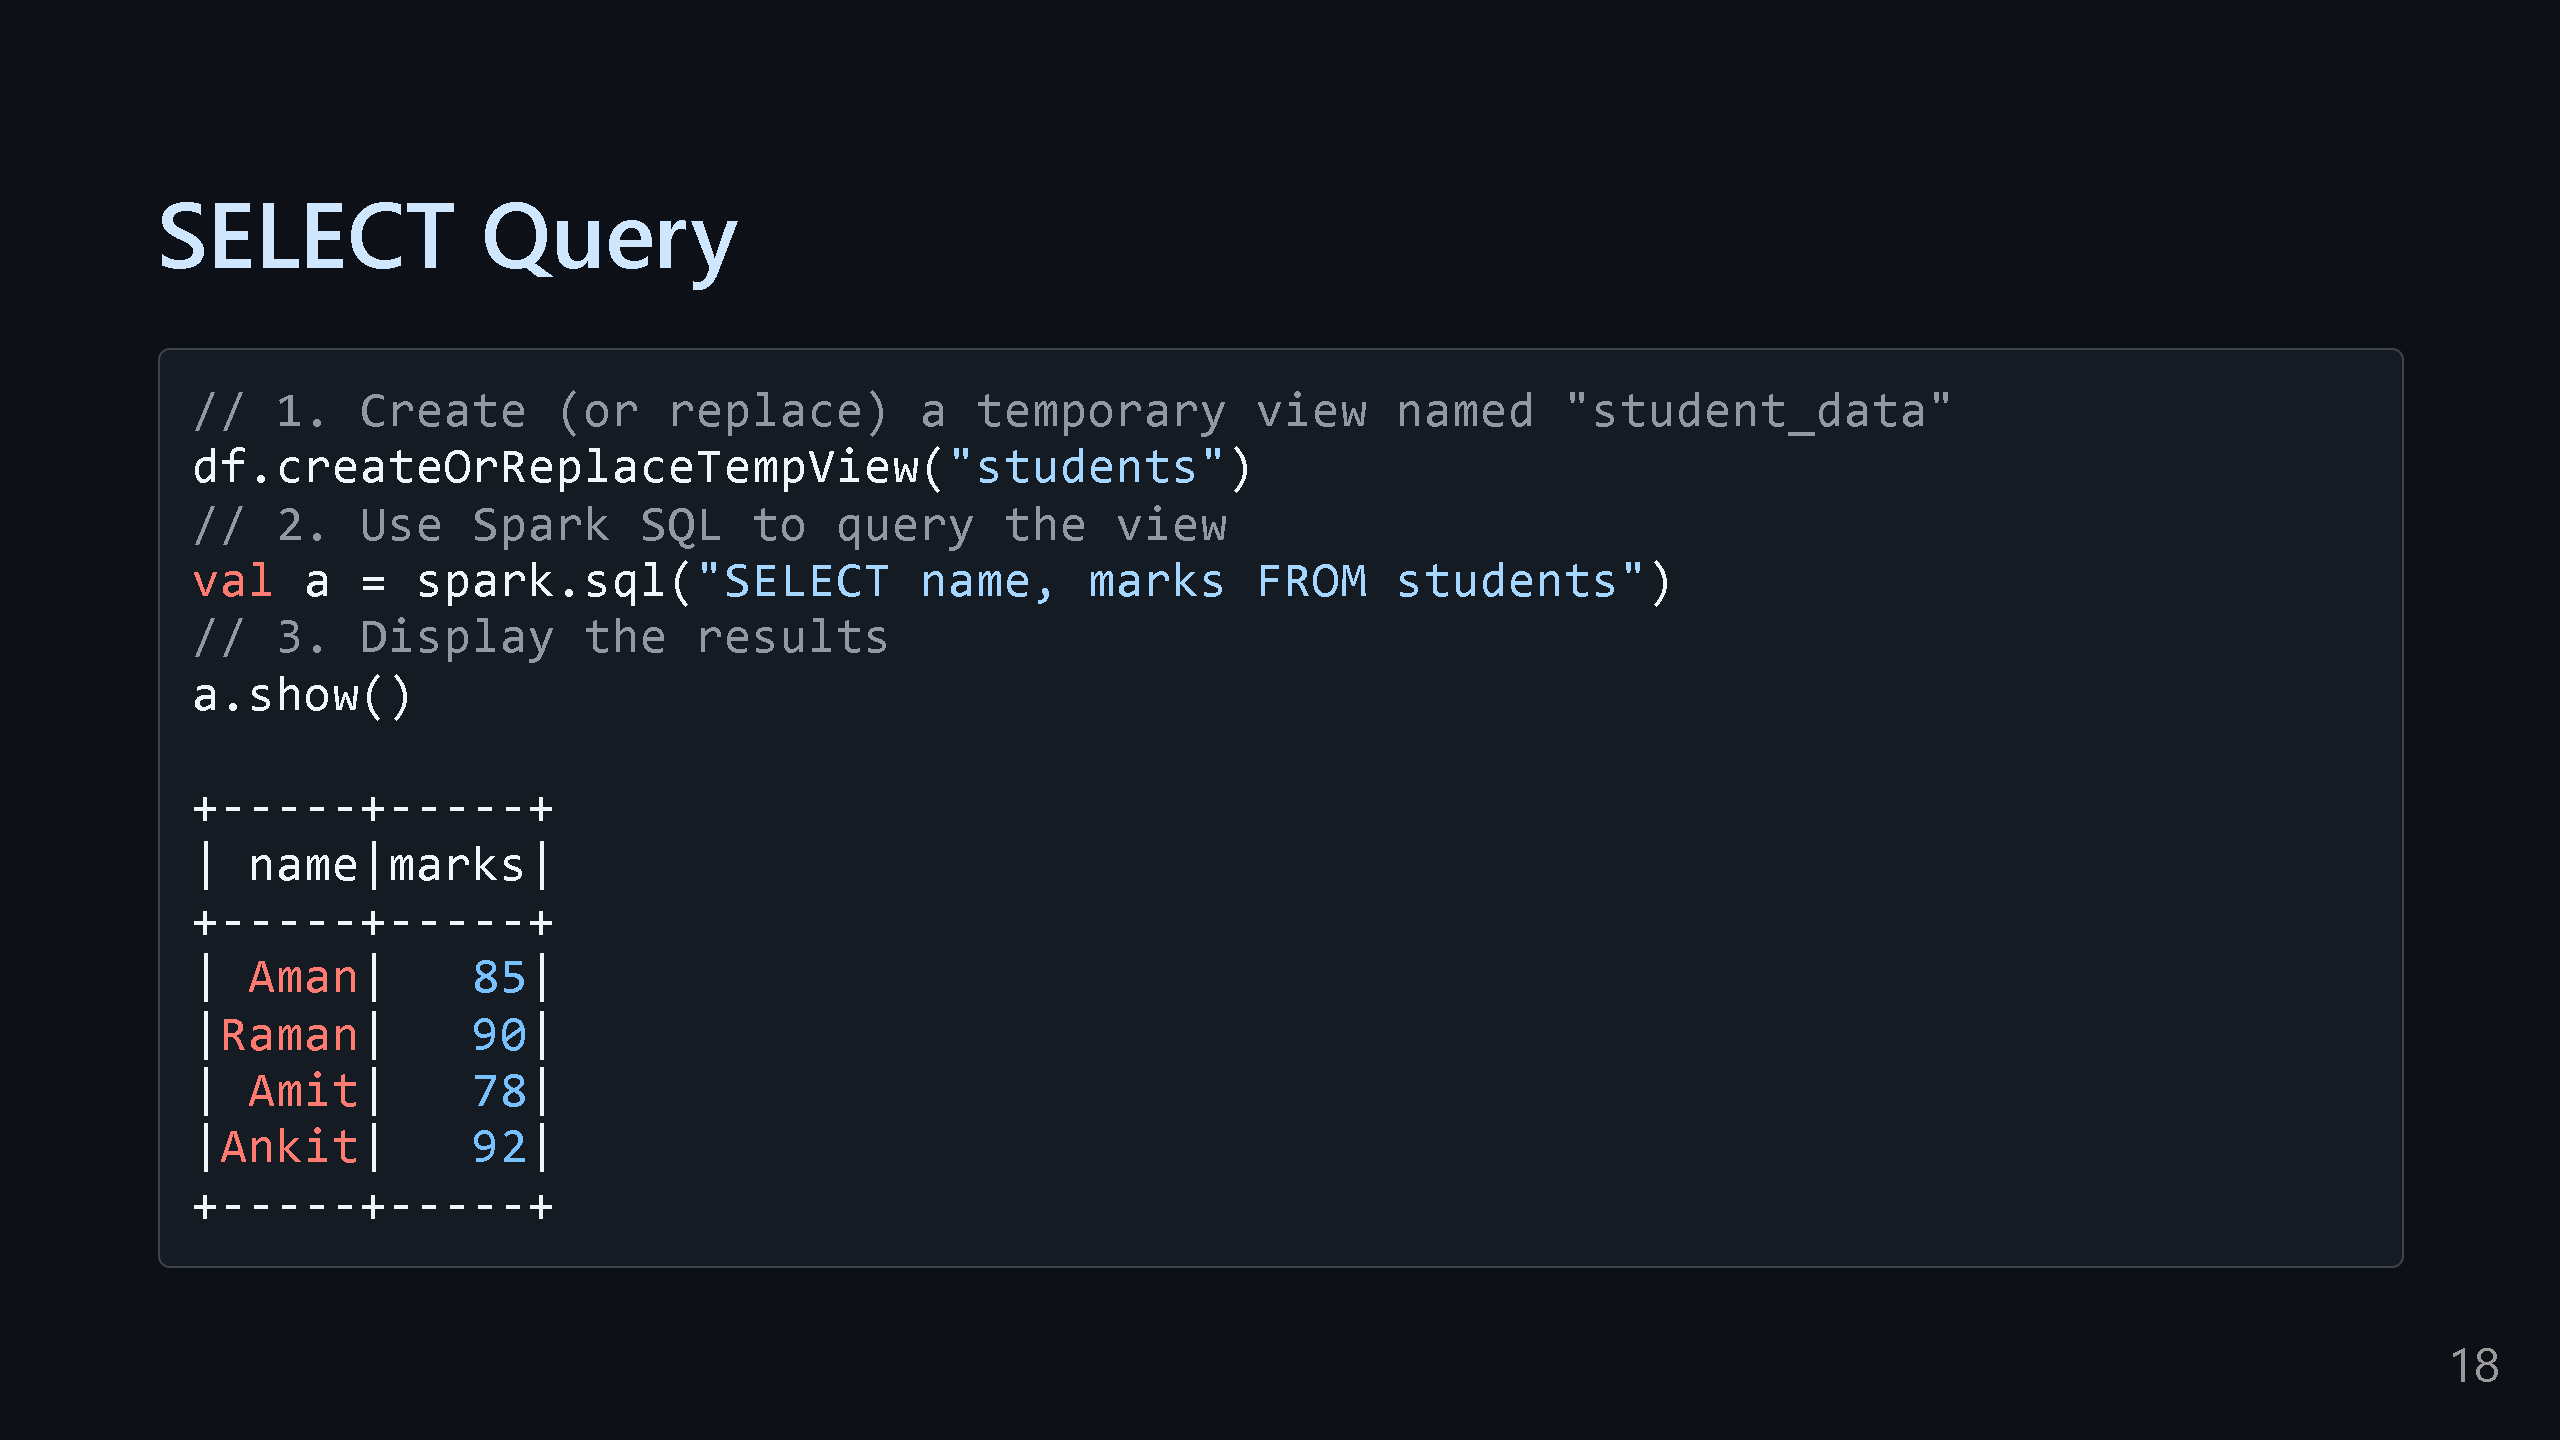 SELECT Query
// 1. Create (or replace) a temporary view named "student_data"
df.createOrReplaceTempView("students")
// 2. Use Spark SQL to query the view
val a = spark.sql("SELECT name, marks FROM students")
// 3. Display the results
a.show()
+-----+-----+
| name|marks|
+-----+-----+
| Aman|   85|
|Raman|   90|
| Amit|   78|
|Ankit|   92|
+-----+-----+
18